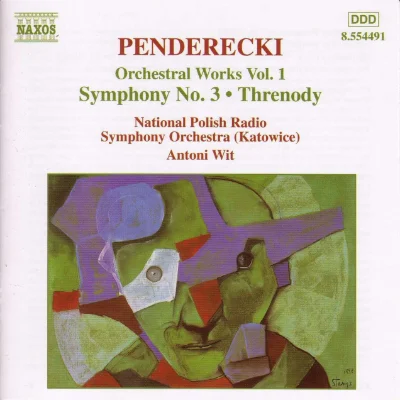 NAXOS
DDD
8.554491
PENDERECKI
Orchestral Works Vol. 1
Symphony No. 3 • Threnody
National Polish Radio
Symphony Orchestra (Katowice)
Antoni Wit